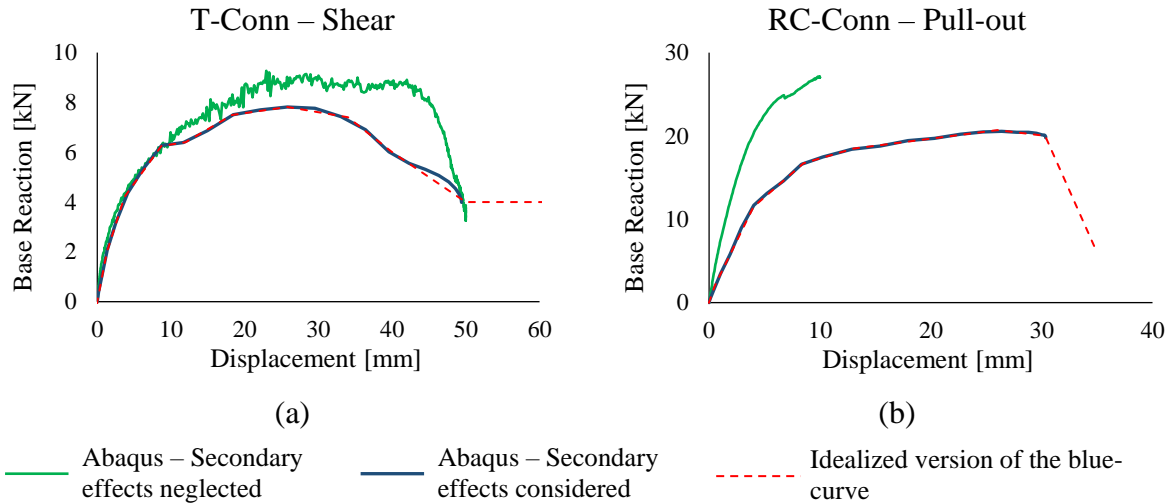 T-Conn – Shear
10
8
6
4
2
0
Base Reaction [kN]
0
10
20
30
40
50
60
Displacement [mm]
(a)
RC-Conn – Pull-out
30
20
10
0
Base Reaction [kN]
0
10
20
30
40
Displacement [mm]
(b)
Abaqus – Secondary
effects neglected
Abaqus – Secondary
effects considered
Idealized version of the blue-
curve